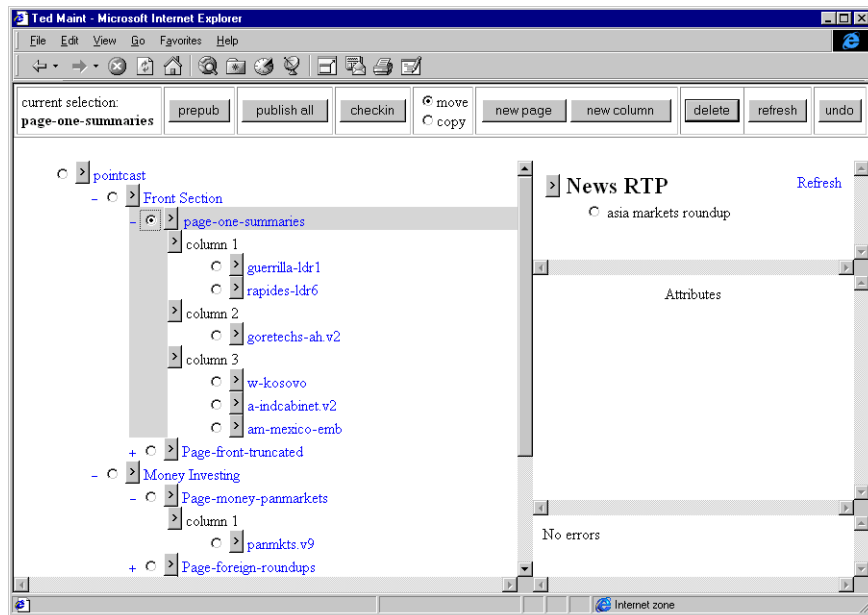 Ted Maint - Microsoft Internet Explorer
File Edit View Go Favorites Help
current selection:
page-one-summaries
prepub
publish all
checkin
move
copy
new page
new column
delete
refresh
undo
> pointcast
− > Front Section
− > page-one-summaries
> column 1
> guerrilla-ldr1
> rapides-ldr6
> column 2
> goretechs-ah.v2
> column 3
> w-kosovo
> a-indcabinet.v2
> am-mexico-emb
+ > Page-front-truncated
− > Money Investing
− > Page-money-panmarkets
> column 1
> panmkts.v9
+ > Page-foreign-roundups
> News RTP
Refresh
asia markets roundup
Attributes
No errors
Internet zone